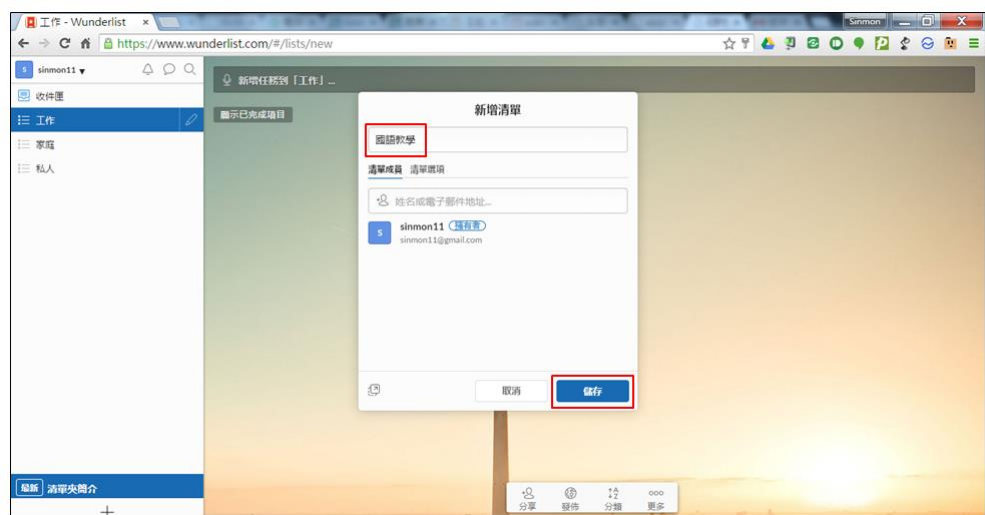 工作 - Wunderlist
Sinmon
https://www.wunderlist.com/#/lists/new
S sinmon11
收件匣
工作
家庭
私人
新增任務到「工作」...
顯示已完成項目
新增清單
國語教學
清單成員 清單選項
姓名或電子郵件地址...
S
sinmon11 擁有者
sinmon11@gmail.com
取消 儲存
最新 清單夾簡介
分享 發佈 分類 更多